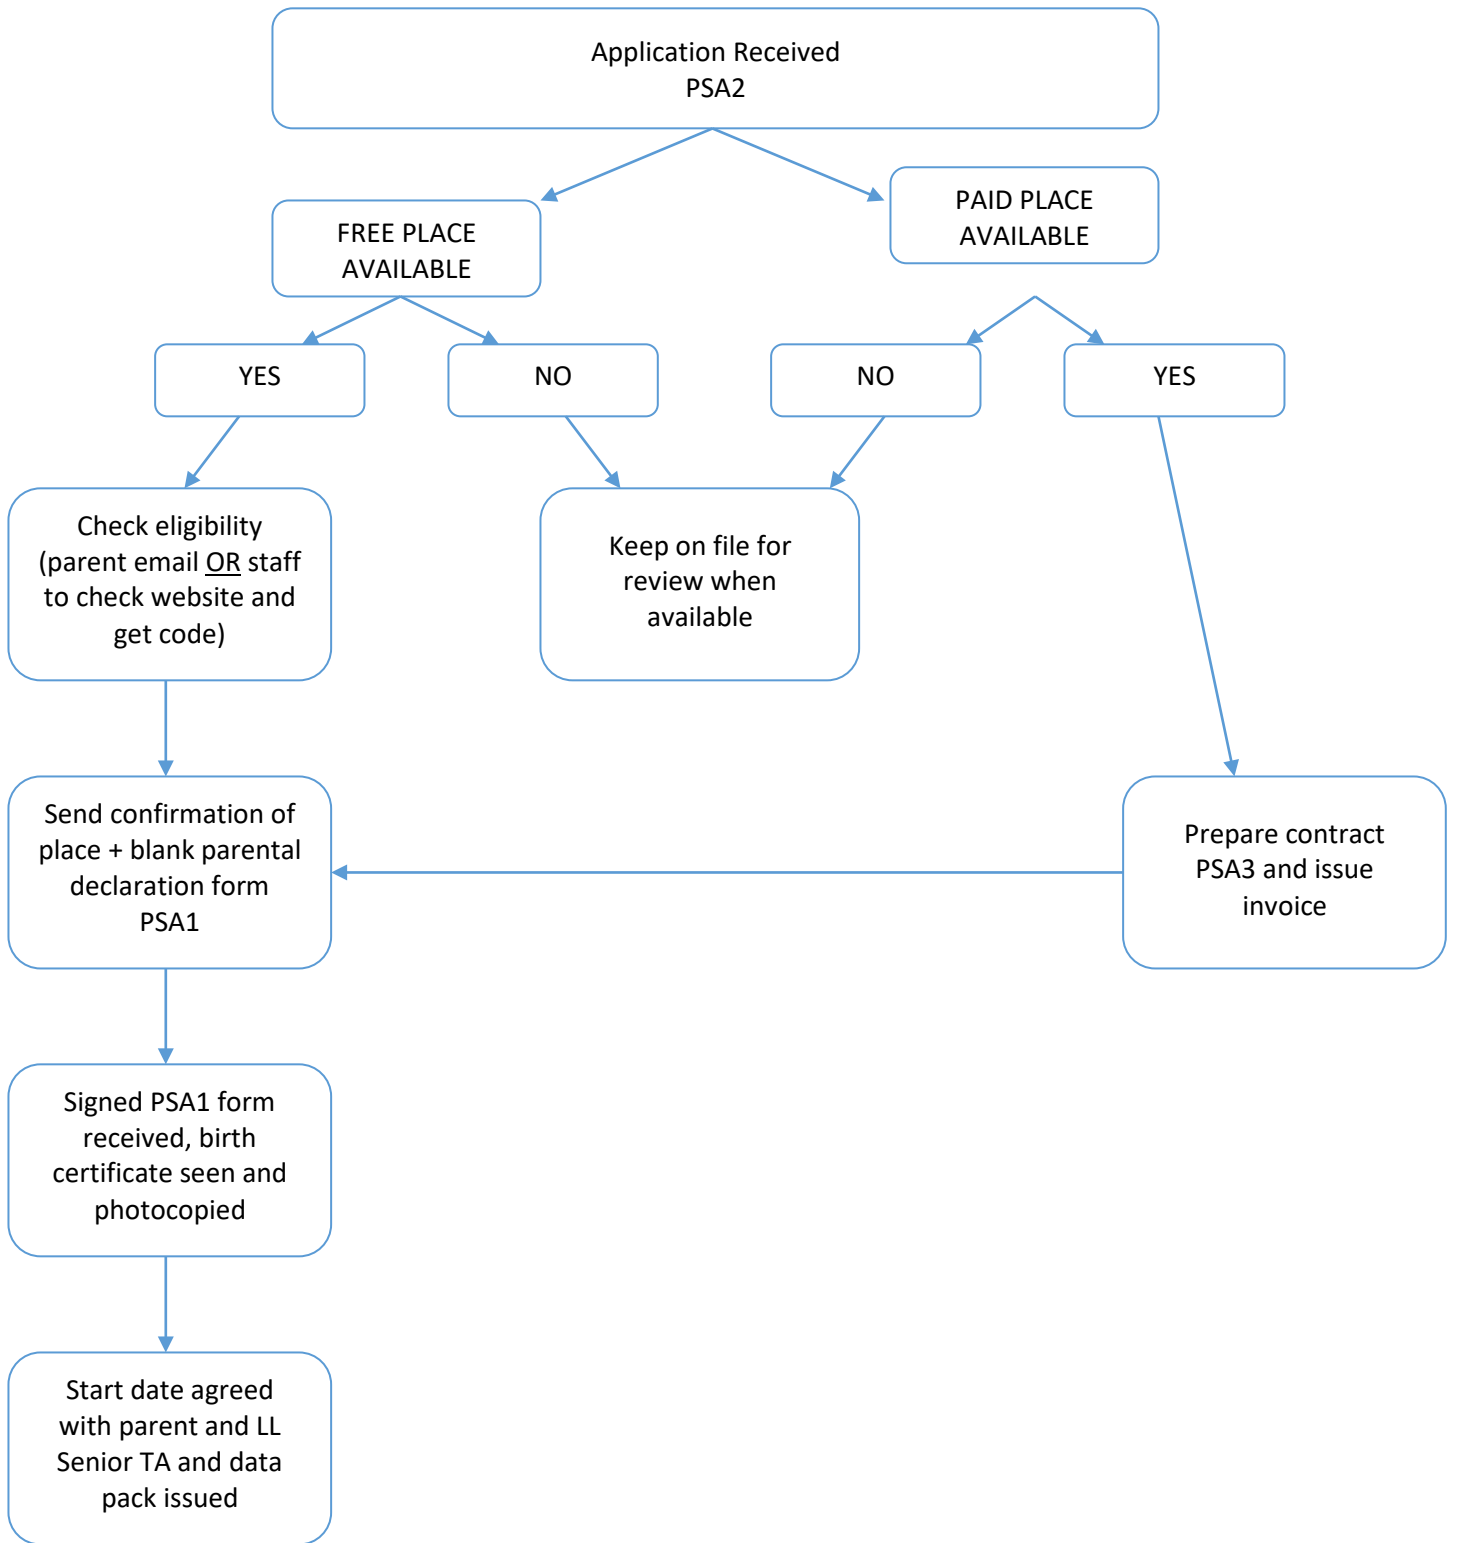 Application Received
PSA2
FREE PLACE
AVAILABLE
PAID PLACE
AVAILABLE
YES
NO
NO
YES
Check eligibility
(parent email OR staff
to check website and
get code)
Keep on file for
review when
available
Send confirmation of
place + blank parental
declaration form
PSA1
Prepare contract
PSA3 and issue
invoice
Signed PSA1 form
received, birth
certificate seen and
photocopied
Start date agreed
with parent and LL
Senior TA and data
pack issued